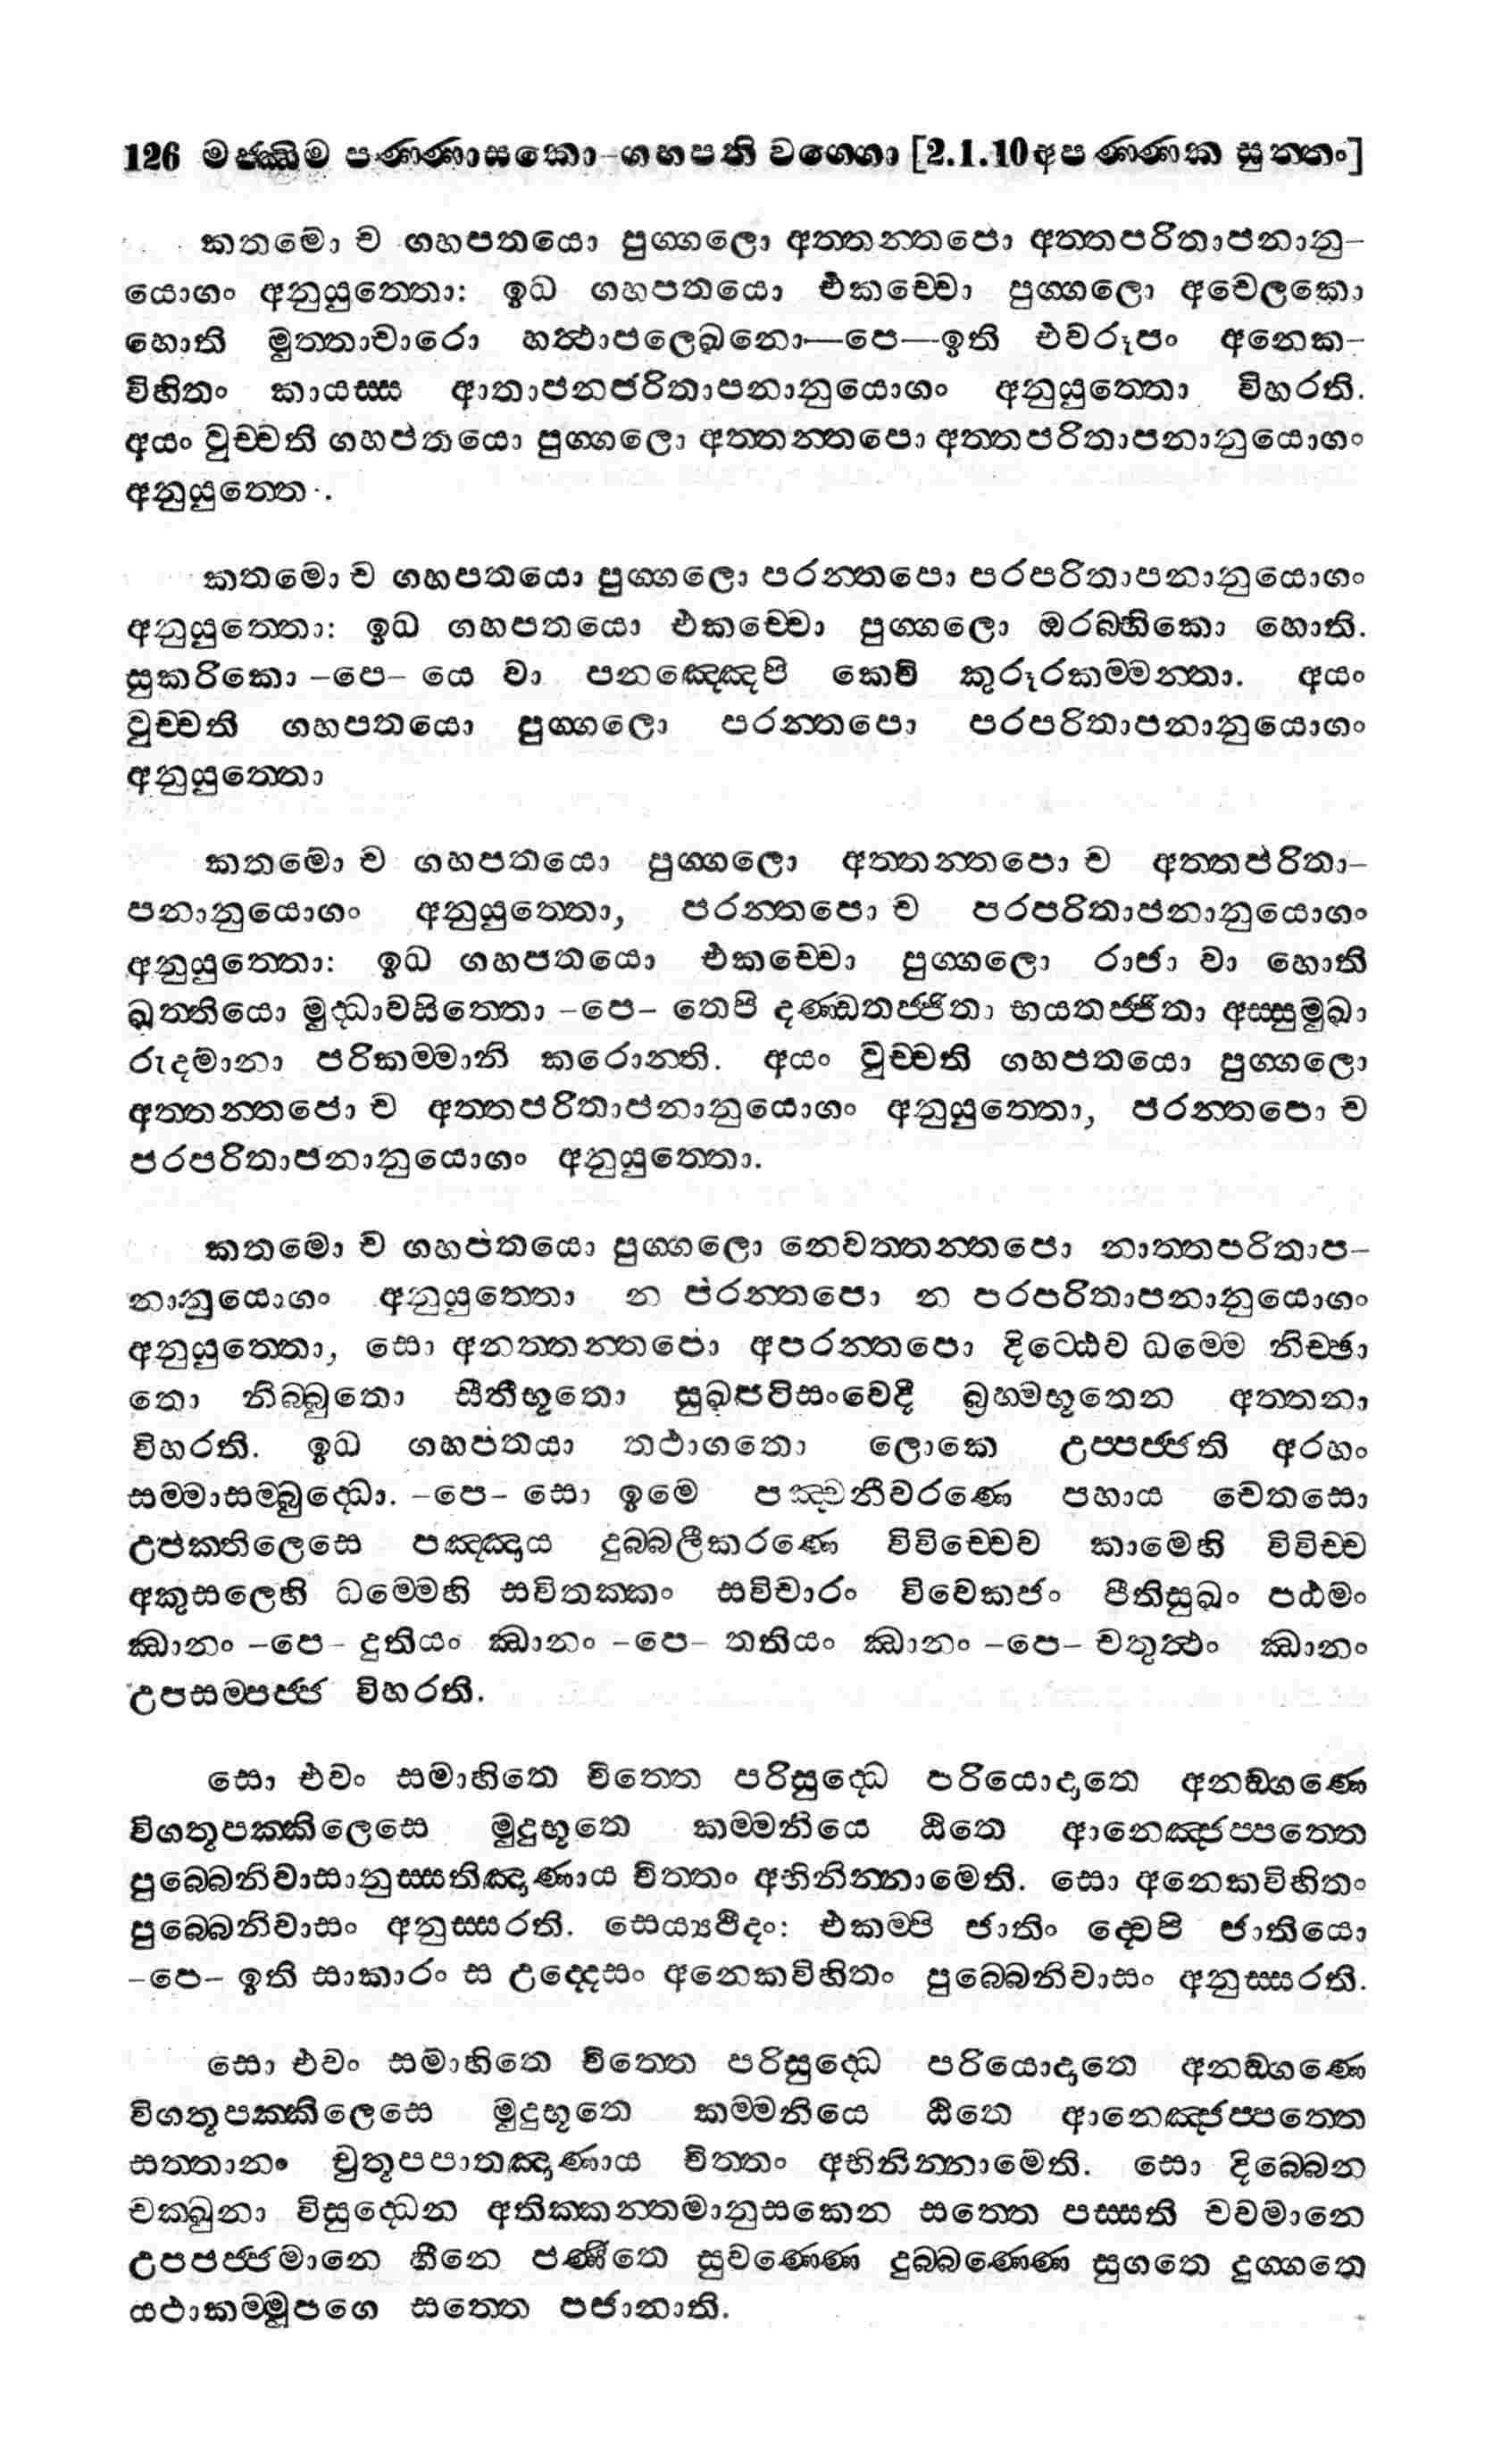 126 මජ්ඣිම පණ්ණාසකො-ගහපති වග්ගො [2.1.10අපණ්ණක සුත්තං]
කතමො ච ගහපතයො පුග්ගලො අත්තන්තපො අත්තපරිතාපනානු-
යොගං අනුයුත්තො: ඉධ ගහපතයො එකච්චො පුග්ගලො අචෙලකො
හොති මුත්තාචාරො හත්ථාපලෙඛනො—පෙ—ඉති එවරූපං අනෙක-
විහිතං කායස්ස ආතාපනපරිතාපනානුයොගං අනුයුත්තො විහරති.
අයං වුච්චති ගහපතයො පුග්ගලො අත්තන්තපො අත්තපරිතාපනානුයොගං
අනුයුත්තො.
කතමො ච ගහපතයො පුග්ගලො පරන්තපො පරපරිතාපනානුයොගං
අනුයුත්තො: ඉධ ගහපතයො එකච්චො පුග්ගලො ඔරබ්භිකො හොති.
සුකරිකො -පෙ- යෙ වා පනඤ්ඤෙපි කෙචි කුරූරකම්මන්තා. අයං
වුච්චති ගහපතයො පුග්ගලො පරන්තපො පරපරිතාපනානුයොගං
අනුයුත්තො
කතමො ච ගහපතයො පුග්ගලො අත්තන්තපො ච අත්තපරිතා-
පනානුයොගං අනුයුත්තො, පරන්තපො ච පරපරිතාපනානුයොගං
අනුයුත්තො: ඉධ ගහපතයො එකච්චො පුග්ගලො රාජා වා හොති
ඛත්තියො මුද්ධාවසිත්තො -පෙ- තෙපි දණ්ඩතජ්ජිතා භයතජ්ජිතා අස්සුමුඛා
රුදමානා පරිකම්මානි කරොන්ති. අයං වුච්චති ගහපතයො පුග්ගලො
අත්තන්තපො ච අත්තපරිතාපනානුයොගං අනුයුත්තො, පරන්තපො ච
පරපරිතාපනානුයොගං අනුයුත්තො.
කතමො ච ගහපතයො පුග්ගලො නෙවත්තන්තපො නාත්තපරිතාප-
නානුයොගං අනුයුත්තො න පරන්තපො න පරපරිතාපනානුයොගං
අනුයුත්තො, සො අනත්තන්තපො අපරන්තපො දිට්ඨෙව ධම්මෙ නිච්ඡා
තො නිබ්බුතො සීතීභූතො සුඛපටිසංවෙදී බ්‍රහ්මභූතෙන අත්තනා
විහරති. ඉධ ගහපතයා තථාගතො ලොකෙ උප්පජ්ජති අරහං
සම්මාසම්බුද්ධො. -පෙ- සො ඉමෙ පඤ්චනීවරණෙ පහාය චෙතසො
උපක්තිලෙසෙ පඤ්ඤාය දුබ්බලීකරණෙ විවිච්චෙව කාමෙහි විවිච්ච
අකුසලෙහි ධම්මෙහි සවිතක්කං සවිචාරං විවෙකජං පීතිසුඛං පඨමං
ඣානං -පෙ- දුතියං ඣානං -පෙ- තතියං ඣානං -පෙ- චතුත්ථං ඣානං
උපසම්පජ්ජ විහරති.
සො එවං සමාහිතෙ චිත්තෙ පරිසුද්ධෙ පරියොදාතෙ අනඞ්ගණෙ
විගතූපක්කිලෙසෙ මුදුභූතෙ කම්මනියෙ ඨිතෙ ආනෙඤ්ජප්පත්තෙ
පුබ්බෙනිවාසානුස්සතිඤාණාය චිත්තං අභිනින්නාමෙති. සො අනෙකවිහිතං
පුබ්බෙනිවාසං අනුස්සරති. සෙය්‍යථිදං: එකම්පි ජාතිං ද්වෙපි ජාතියො
-පෙ- ඉති සාකාරං ස උද්දෙසං අනෙකවිහිතං පුබ්බෙනිවාසං අනුස්සරති.
සො එවං සමාහිතෙ චිත්තෙ පරිසුද්ධෙ පරියොදාතෙ අනඞ්ගණෙ
විගතූපක්කිලෙසෙ මුදුභූතෙ කම්මනියෙ ඨිතෙ ආනෙඤ්ජප්පත්තෙ
සත්තානං චුතූපපාතඤාණාය චිත්තං අභිනින්නාමෙති. සො දිබ්බෙන
චක්ඛුනා විසුද්ධෙන අතික්කන්තමානුසකෙන සත්තෙ පස්සති චවමානෙ
උපපජ්ජමානෙ හීනෙ පණීතෙ සුවණ්ණෙ දුබ්බණ්ණෙ සුගතෙ දුග්ගතෙ
යථාකම්මූපගෙ සත්තෙ පජානාති.